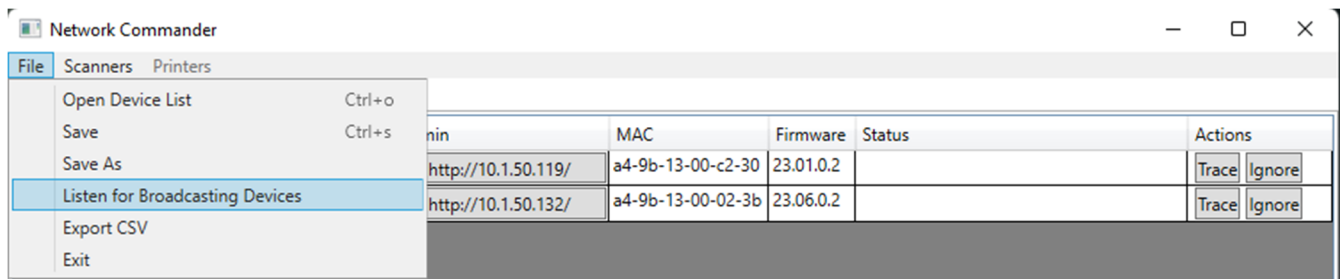 Network Commander
File Scanners Printers
Open Device List Ctrl+o
Save Ctrl+s
Save As
Listen for Broadcasting Devices
Export CSV
Exit
MAC Firmware Status Actions
http://10.1.50.119/ a4-9b-13-00-c2-30 23.01.0.2 Trace Ignore
http://10.1.50.132/ a4-9b-13-00-02-3b 23.06.0.2 Trace Ignore